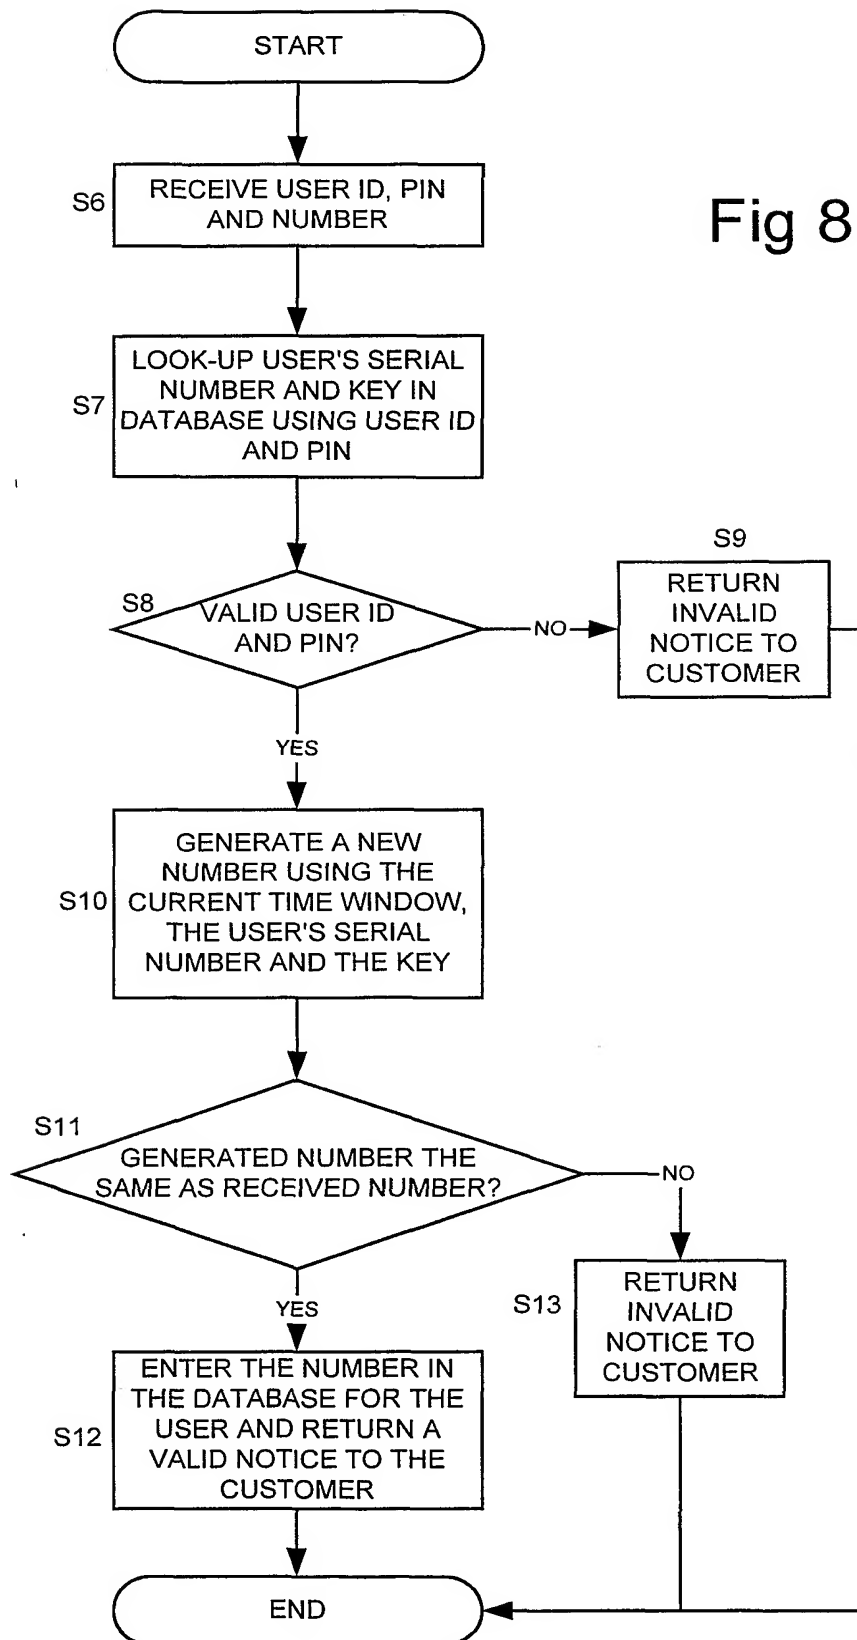 START
S6
RECEIVE USER ID, PIN
AND NUMBER
Fig 8
S7
LOOK-UP USER'S SERIAL
NUMBER AND KEY IN
DATABASE USING USER ID
AND PIN
S8
VALID USER ID
AND PIN?
NO
S9
RETURN
INVALID
NOTICE TO
CUSTOMER
YES
S10
GENERATE A NEW
NUMBER USING THE
CURRENT TIME WINDOW,
THE USER'S SERIAL
NUMBER AND THE KEY
S11
GENERATED NUMBER THE
SAME AS RECEIVED NUMBER?
NO
S13
RETURN
INVALID
NOTICE TO
CUSTOMER
YES
S12
ENTER THE NUMBER IN
THE DATABASE FOR THE
USER AND RETURN A
VALID NOTICE TO THE
CUSTOMER
END